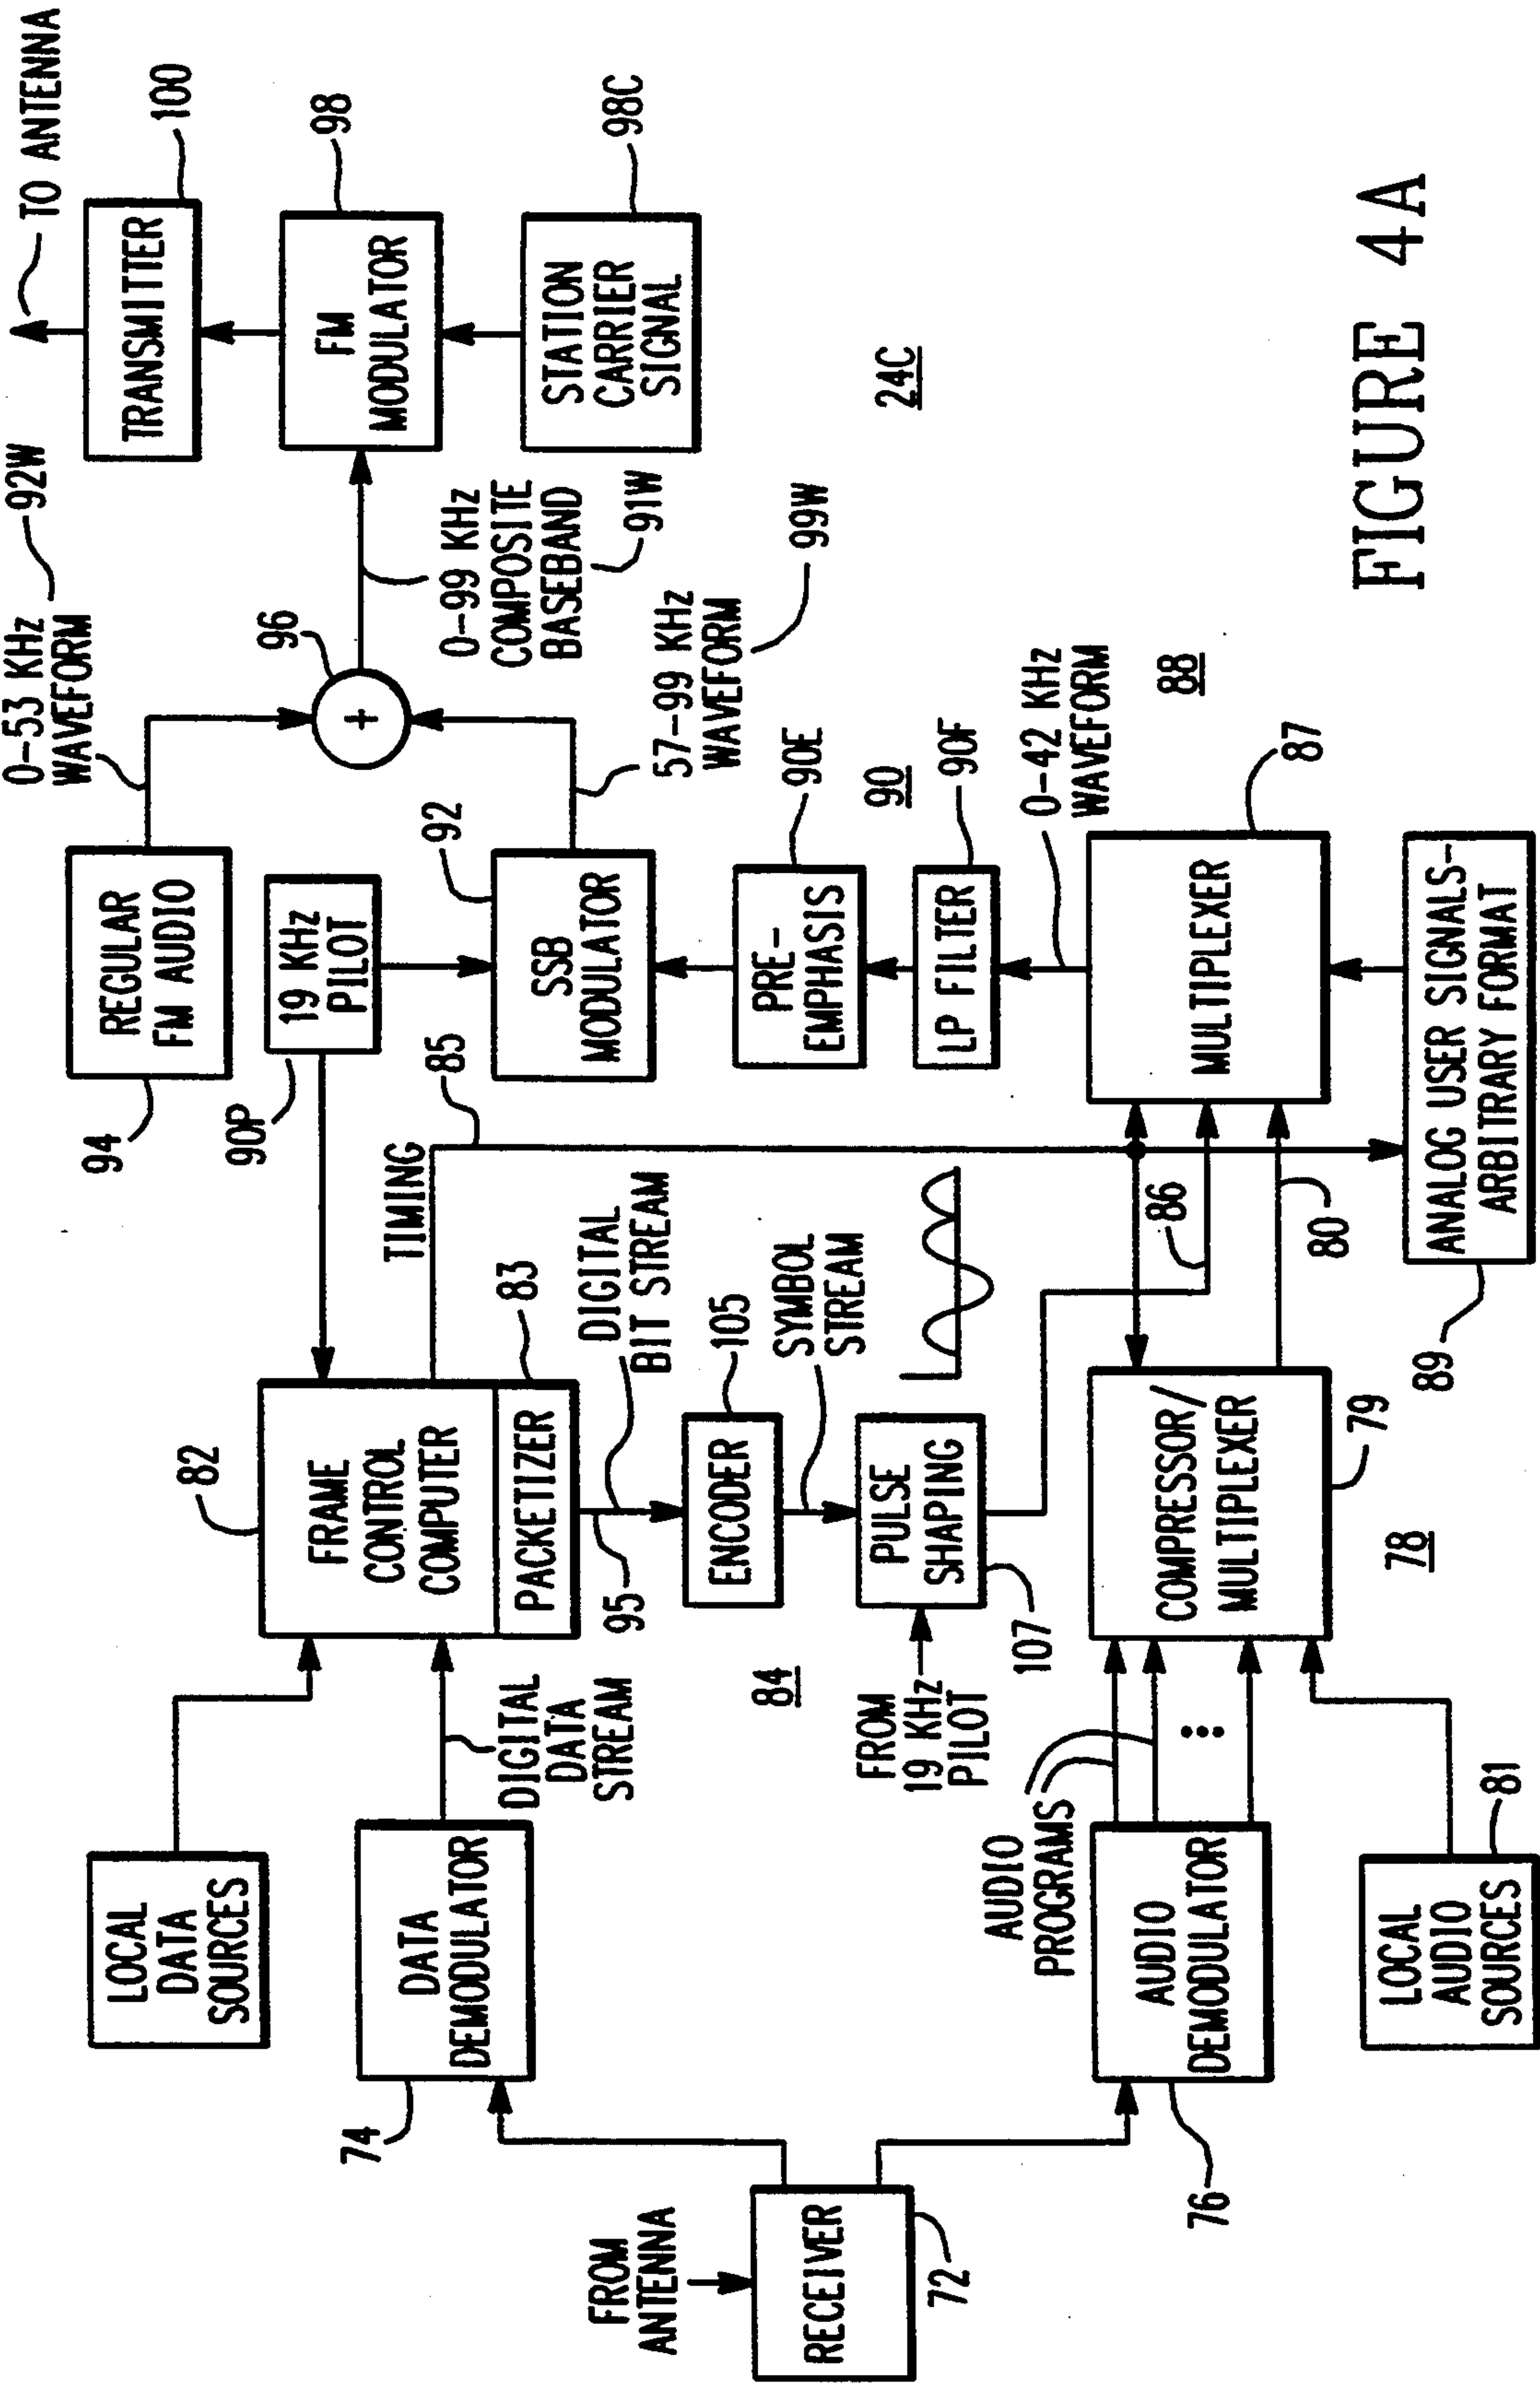 FROM
ANTENNA
RECEIVER
72
74
DATA
DEMODULATOR
LOCAL
DATA
SOURCES
DIGITAL
DATA
STREAM
76
AUDIO
DEMODULATOR
AUDIO
PROGRAMS
LOCAL
AUDIO
SOURCES
81
82
FRAME
CONTROL
COMPUTER
PACKETIZER
83
95
DIGITAL
BIT STREAM
84
ENCODER
105
SYMBOL
STREAM
FROM
19 KHz
PILOT
PULSE
SHAPING
107
COMPRESSOR/
MULTIPLEXER
79
78
TIMING
85
86
80
94
REGULAR
FM AUDIO
90P
19 KHz
PILOT
92
SSB
MODULATOR
PRE-
EMPHASIS
90E
90
LP FILTER
90F
0-42 KHz
WAVEFORM
MULTIPLEXER
87
88
ANALOG USER SIGNALS-
ARBITRARY FORMAT
89
0-53 KHz
WAVEFORM
92W
96
+
0-99 KHz
COMPOSITE
BASEBAND
91W
57-99 KHz
WAVEFORM
99W
TO ANTENNA
TRANSMITTER
100
FM
MODULATOR
98
STATION
CARRIER
SIGNAL
98C
24C
FIGURE 4A